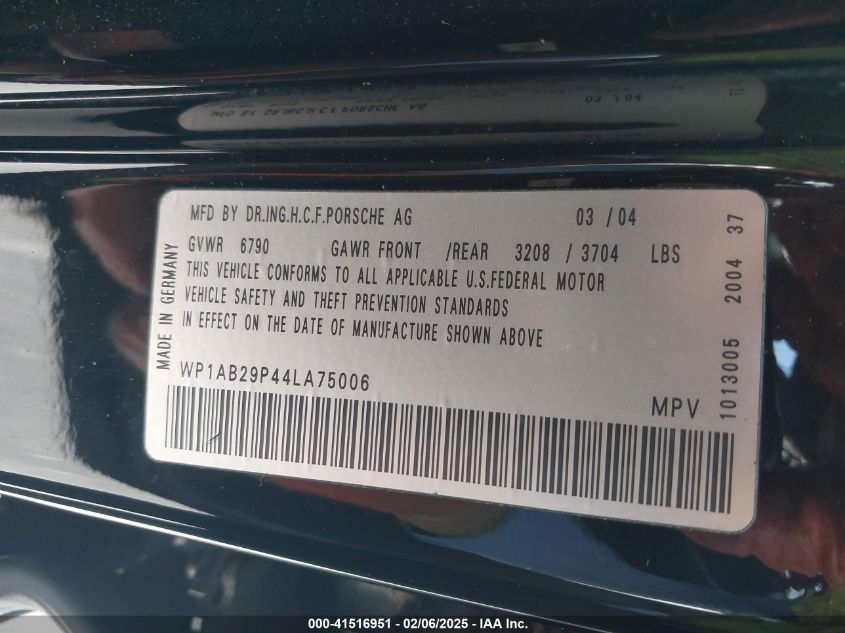 MFD BY DR.ING.H.C.F.PORSCHE AG 03 / 04
GVWR 6790 GAWR FRONT /REAR 3208 / 3704 LBS
THIS VEHICLE CONFORMS TO ALL APPLICABLE U.S.FEDERAL MOTOR
VEHICLE SAFETY AND THEFT PREVENTION STANDARDS
IN EFFECT ON THE DATE OF MANUFACTURE SHOWN ABOVE
WP1AB29P44LA75006
MPV
MADE IN GERMANY
1013005 2004 37
000-41516951 - 02/06/2025 - IAA Inc.